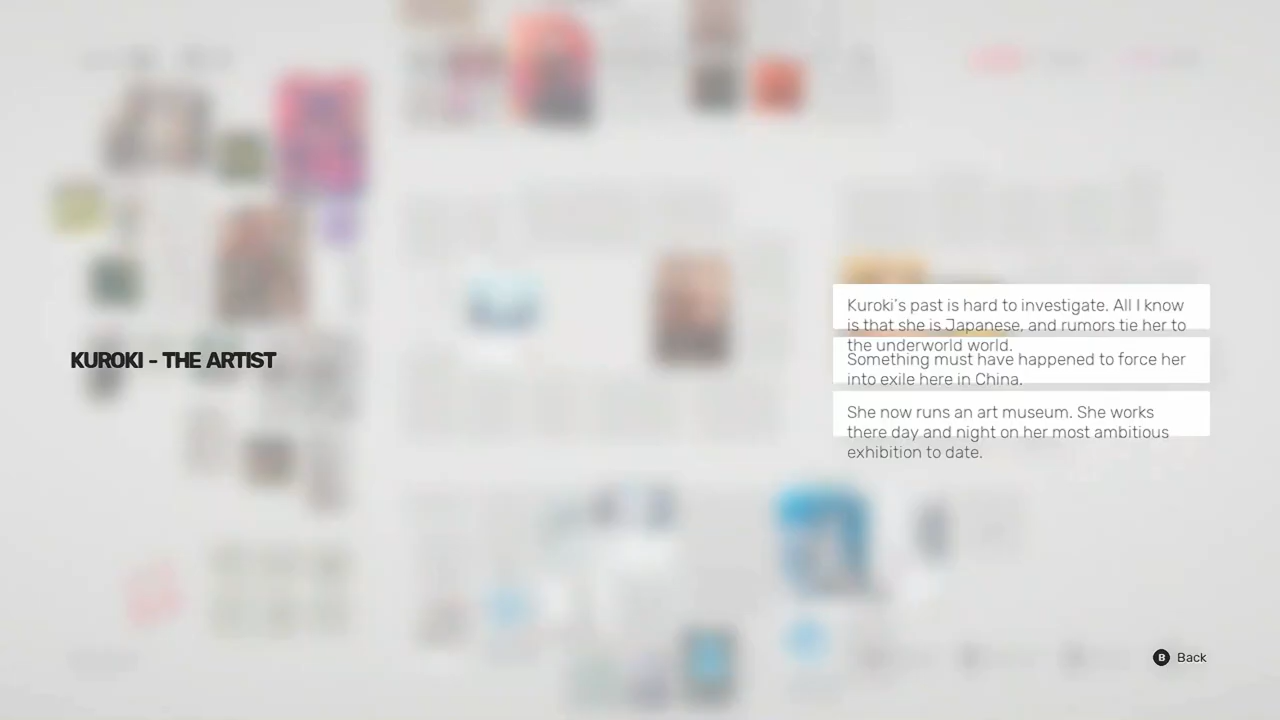 KUROKI - THE ARTIST
Kuroki's past is hard to investigate. All I know
is that she is Japanese, and rumors tie her to
the underworld world.
Something must have happened to force her
into exile here in China.
She now runs an art museum. She works
there day and night on her most ambitious
exhibition to date.
B Back